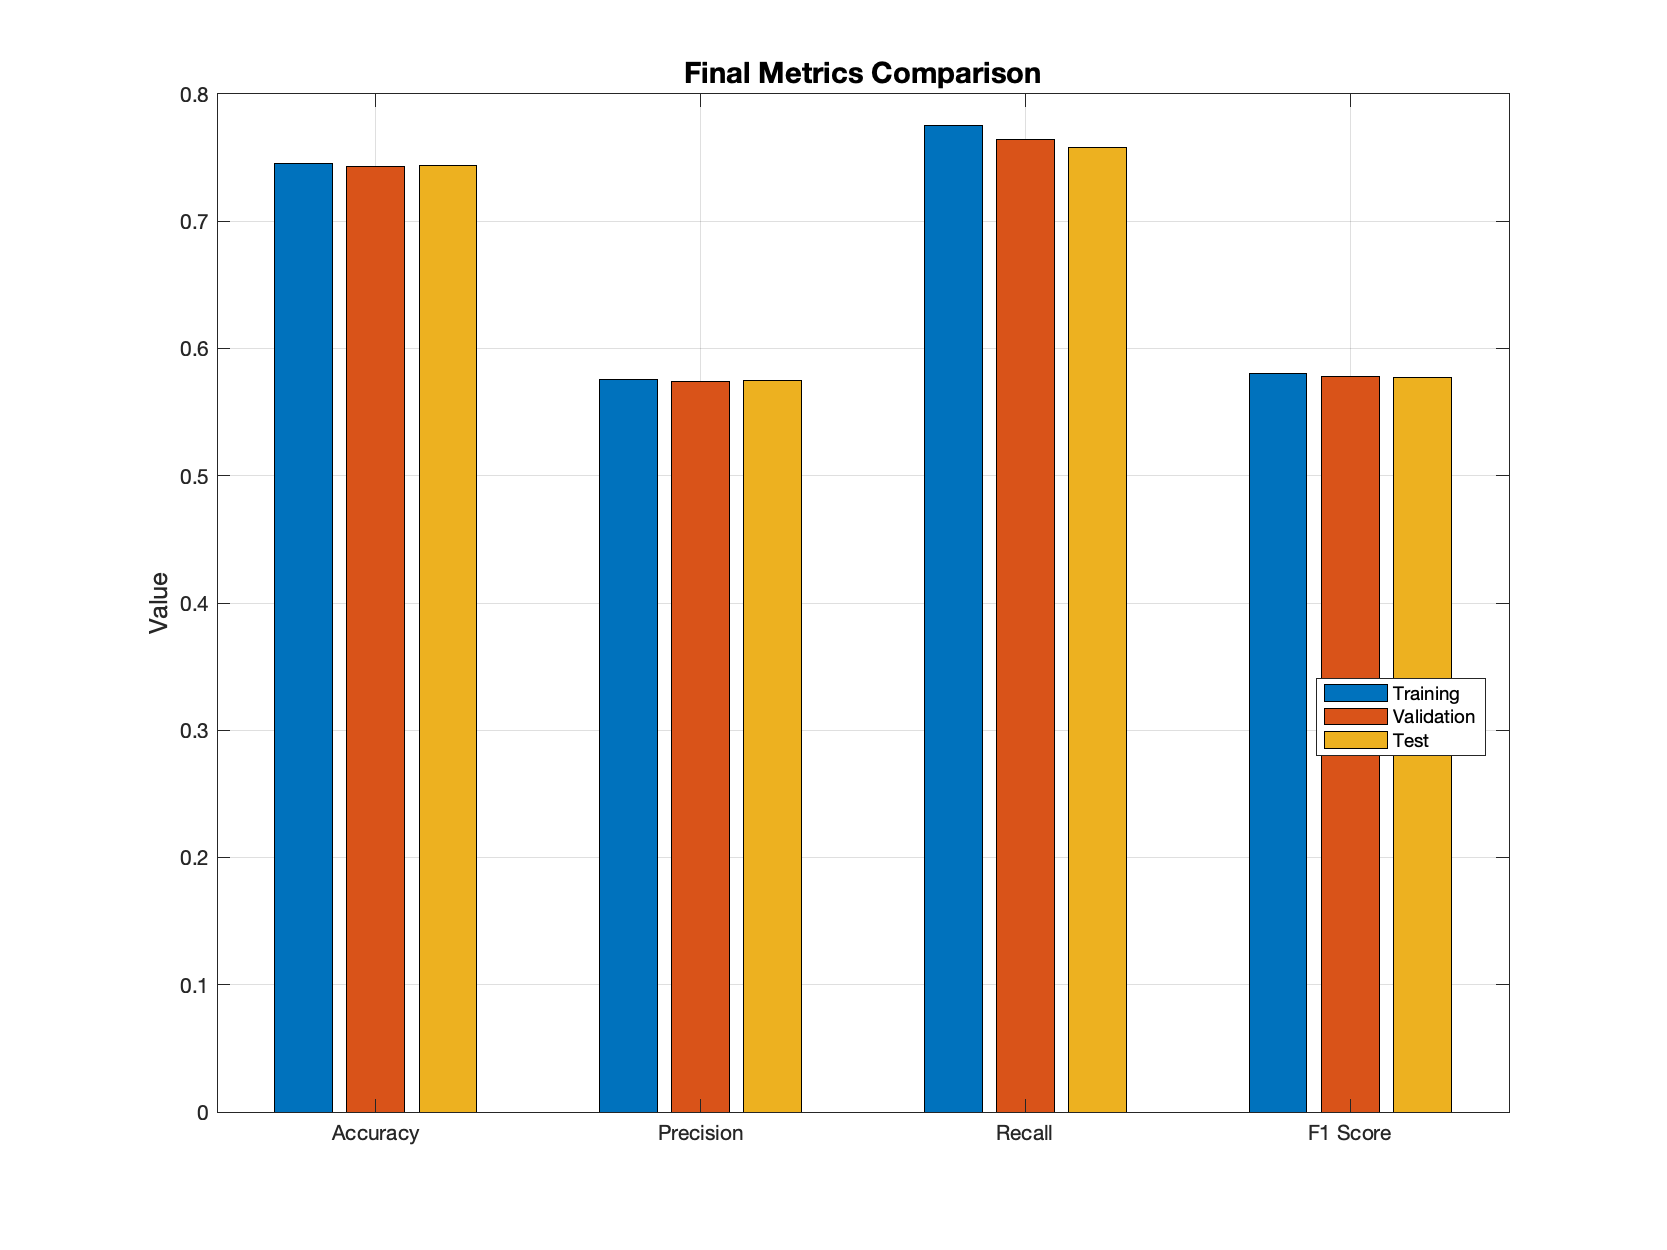 Final Metrics Comparison
0.8
0.7
0.6
0.5
0.4
0.3
0.2
0.1
0
Value
Accuracy
Precision
Recall
F1 Score
Training
Validation
Test